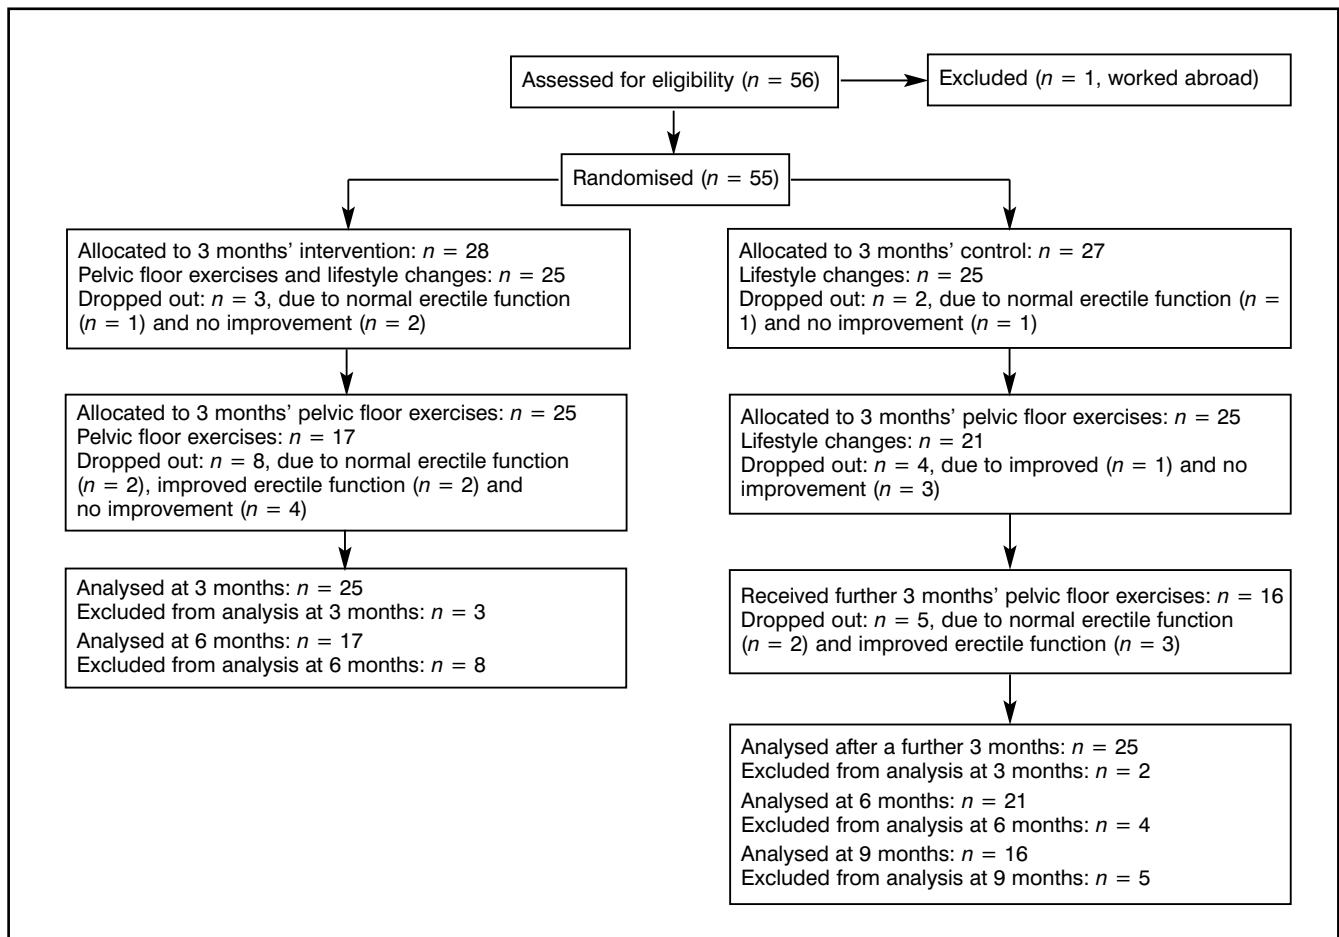 Assessed for eligibility (n = 56)
Excluded (n = 1, worked abroad)
Randomised (n = 55)
Allocated to 3 months’ intervention: n = 28
Pelvic floor exercises and lifestyle changes: n = 25
Dropped out: n = 3, due to normal erectile function
(n = 1) and no improvement (n = 2)
Allocated to 3 months’ control: n = 27
Lifestyle changes: n = 25
Dropped out: n = 2, due to normal erectile function (n =
1) and no improvement (n = 1)
Allocated to 3 months’ pelvic floor exercises: n = 25
Pelvic floor exercises: n = 17
Dropped out: n = 8, due to normal erectile function
(n = 2), improved erectile function (n = 2) and
no improvement (n = 4)
Allocated to 3 months’ pelvic floor exercises: n = 25
Lifestyle changes: n = 21
Dropped out: n = 4, due to improved (n = 1) and no
improvement (n = 3)
Analysed at 3 months: n = 25
Excluded from analysis at 3 months: n = 3
Analysed at 6 months: n = 17
Excluded from analysis at 6 months: n = 8
Received further 3 months’ pelvic floor exercises: n = 16
Dropped out: n = 5, due to normal erectile function
(n = 2) and improved erectile function (n = 3)
Analysed after a further 3 months: n = 25
Excluded from analysis at 3 months: n = 2
Analysed at 6 months: n = 21
Excluded from analysis at 6 months: n = 4
Analysed at 9 months: n = 16
Excluded from analysis at 9 months: n = 5